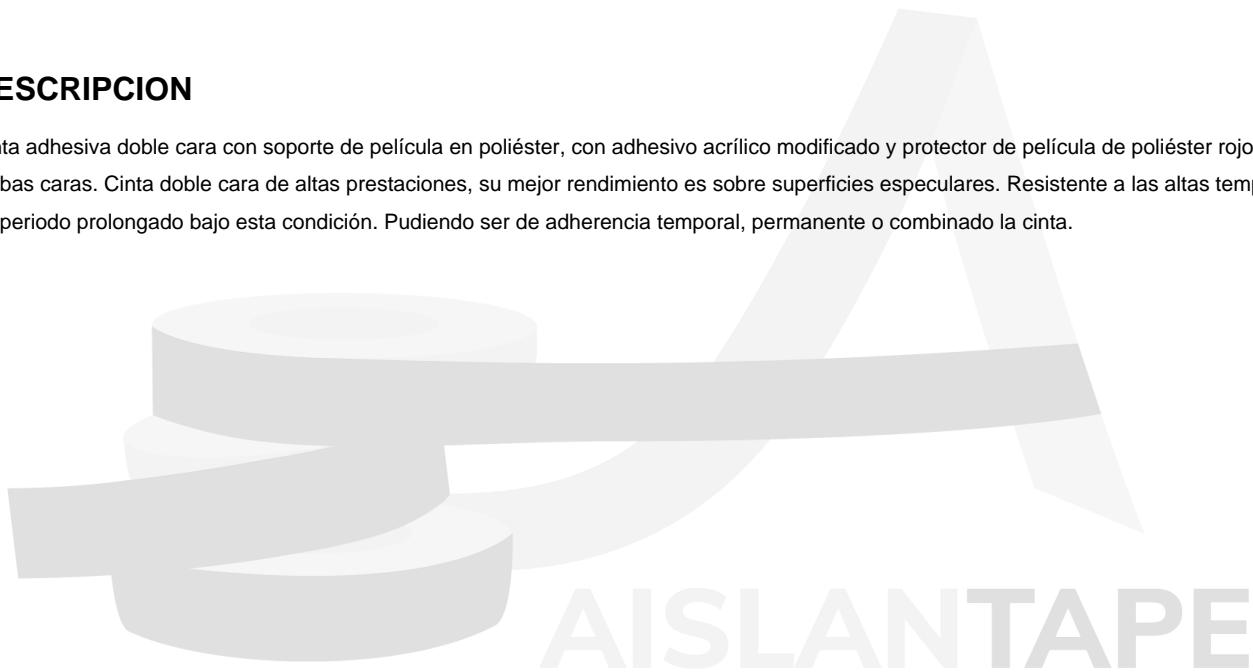 ESCRIPCION
ta adhesiva doble cara con soporte de película en poliéster, con adhesivo acrílico modificado y protector de película de poliéster rojo
bas caras. Cinta doble cara de altas prestaciones, su mejor rendimiento es sobre superficies especulares. Resistente a las altas temp
periodo prolongado bajo esta condición. Pudiendo ser de adherencia temporal, permanente o combinado la cinta.
AISLANTAPE